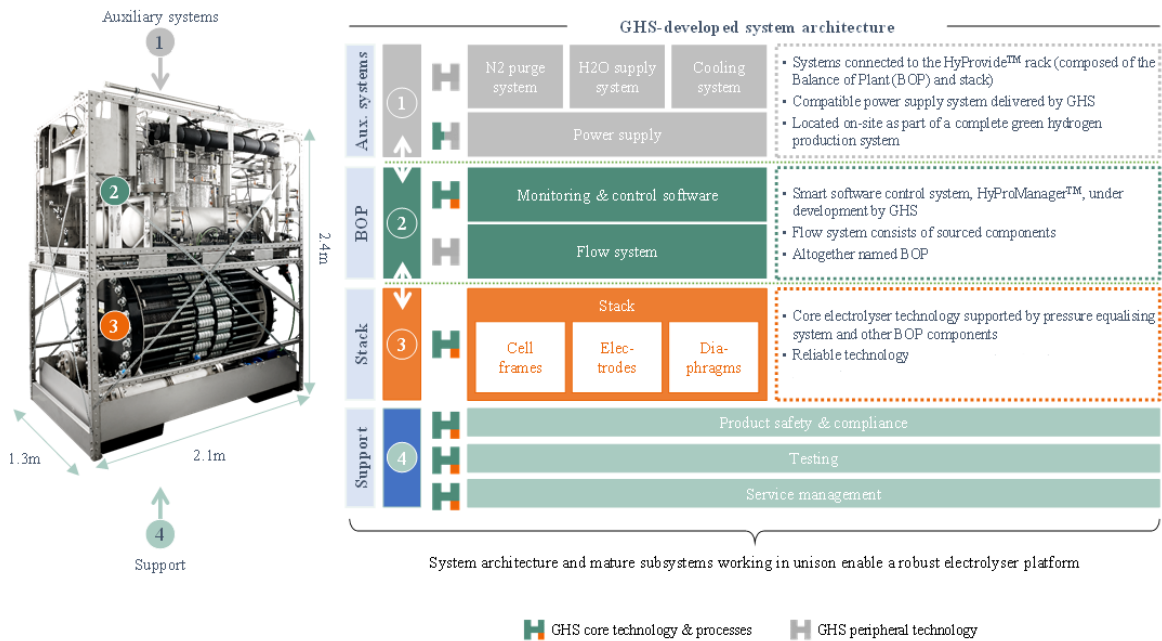 Auxiliary systems
1
2
3
2.4m
1.3m
2.1m
4
Support
GHS-developed system architecture
Aux. systems
1
N2 purge
system
H2O supply
system
Cooling
system
Power supply
▪ Systems connected to the HyProvide™ rack (composed of the
Balance of Plant (BOP) and stack)
▪ Compatible power supply system delivered by GHS
▪ Located on-site as part of a complete green hydrogen
production system
BOP
2
Monitoring & control software
Flow system
▪ Smart software control system, HyProManager™, under
development by GHS
▪ Flow system consists of sourced components
▪ Altogether named BOP
Stack
3
Stack
Cell
frames
Elec-
trodes
Dia-
phragms
▪ Core electrolyser technology supported by pressure equalising
system and other BOP components
▪ Reliable technology
Support
4
Product safety & compliance
Testing
Service management
System architecture and mature subsystems working in unison enable a robust electrolyser platform
GHS core technology & processes
GHS peripheral technology